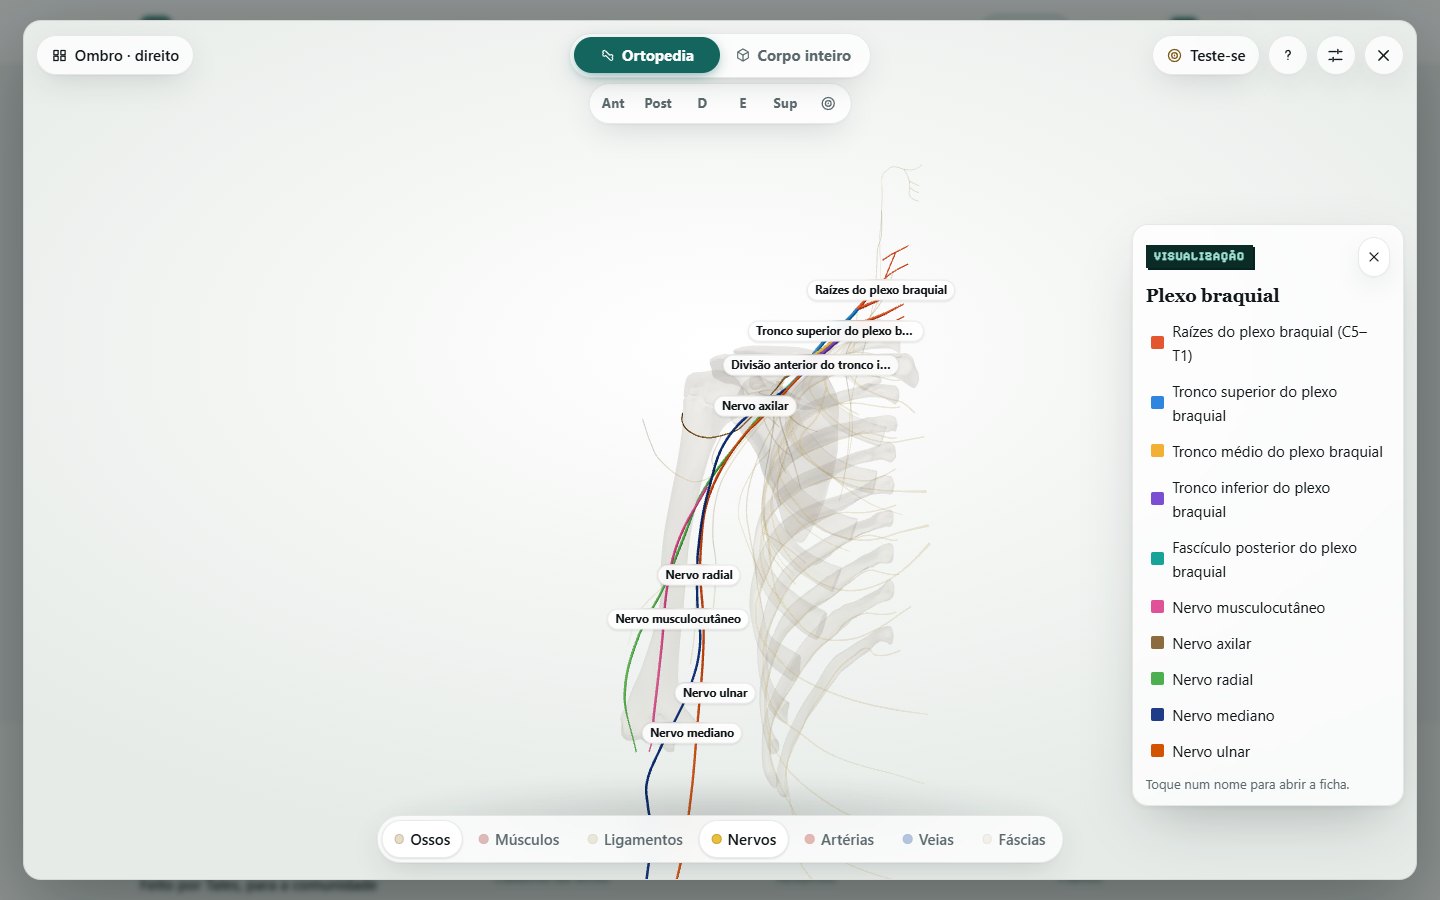 Ombro · direito
Ortopedia
Corpo inteiro
Teste-se
?
Ant Post D E Sup
Raízes do plexo braquial
Tronco superior do plexo b...
Divisão anterior do tronco i...
Nervo axilar
Nervo radial
Nervo musculocutâneo
Nervo ulnar
Nervo mediano
VISUALIZAÇÃO
Plexo braquial
Raízes do plexo braquial (C5–
T1)
Tronco superior do plexo
braquial
Tronco médio do plexo braquial
Tronco inferior do plexo
braquial
Fascículo posterior do plexo
braquial
Nervo musculocutâneo
Nervo axilar
Nervo radial
Nervo mediano
Nervo ulnar
Toque num nome para abrir a ficha.
Ossos Músculos Ligamentos Nervos Artérias Veias Fáscias